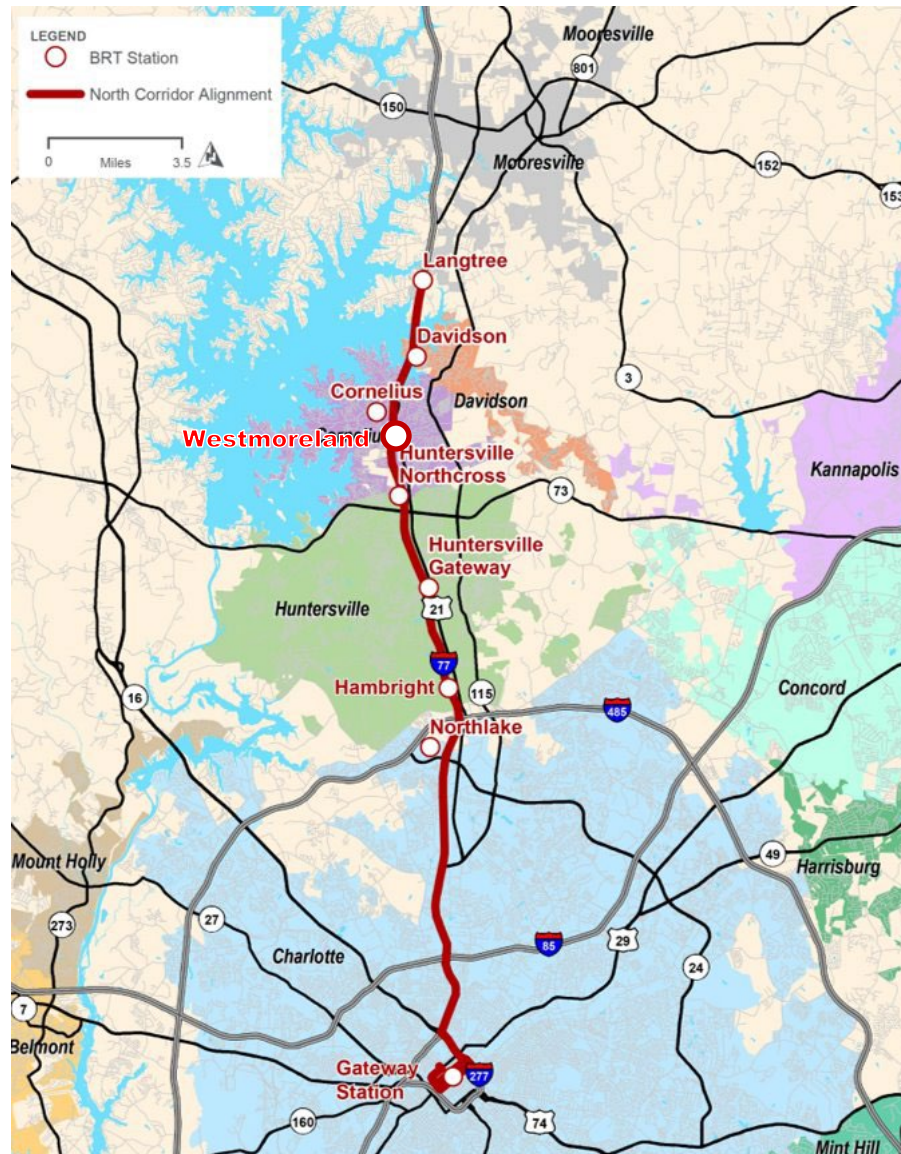 LEGEND
BRT Station
North Corridor Alignment
0 Miles 3.5
N
Mooresville
801
150
Mooresville
152
153
Langtree
Davidson
3
Cornelius
Davidson
Westmoreland
Huntersville
Northcross
73
Kannapolis
Huntersville
Gateway
Huntersville
21
77
Hambright
115
16
Concord
485
Northlake
49
Mount Holly
Harrisburg
27
273
29
85
Charlotte
24
7
Belmont
Gateway
Station
277
160
74
Mint Hill